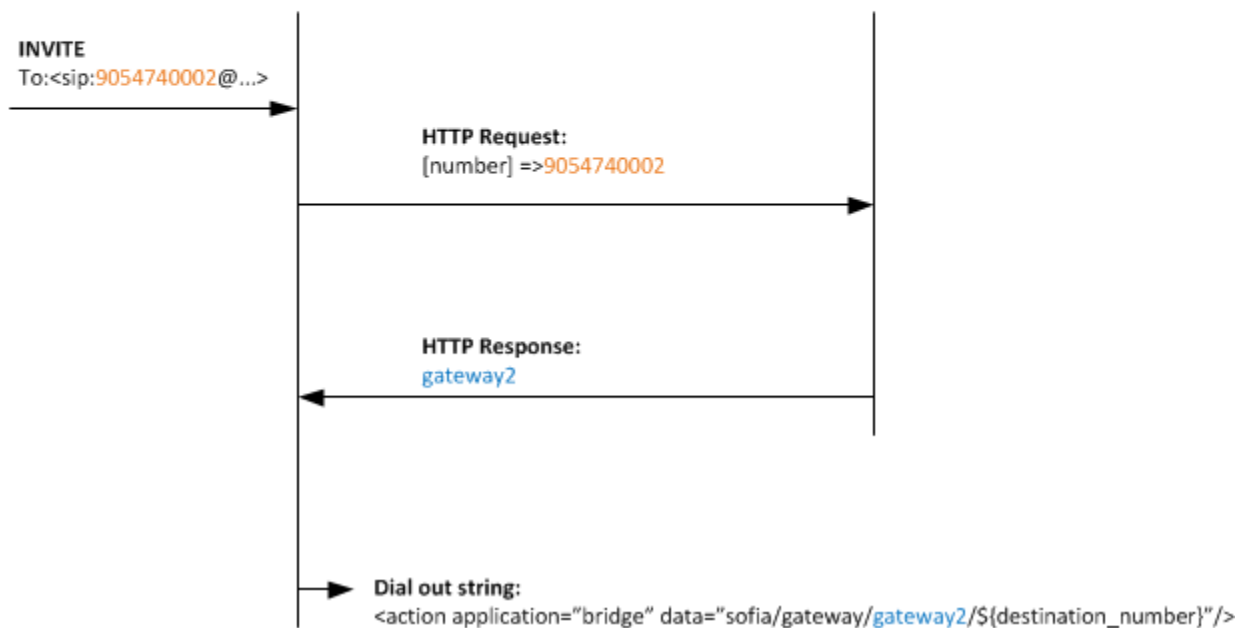 INVITE
To:<sip:9054740002@...>
HTTP Request:
[number] =>9054740002
HTTP Response:
gateway2
Dial out string:
<action application="bridge" data="sofia/gateway/gateway2/${destination_number}"/>